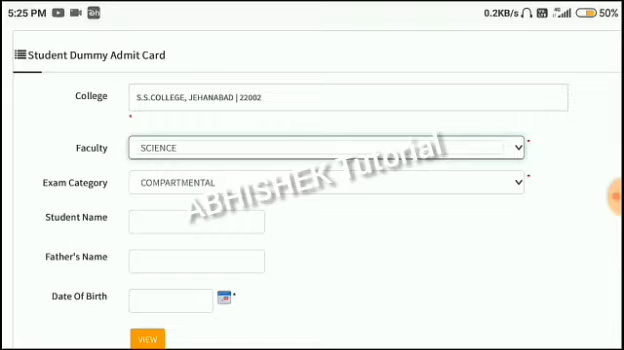 5:25 PM
0.2KB/s
4G
50%
Student Dummy Admit Card
College
S.S.COLLEGE, JEHANABAD | 22002
*
Faculty
SCIENCE
*
Exam Category
COMPARTMENTAL
*
ABHISHEK Tutorial
Student Name
Father's Name
Date Of Birth
*
VIEW